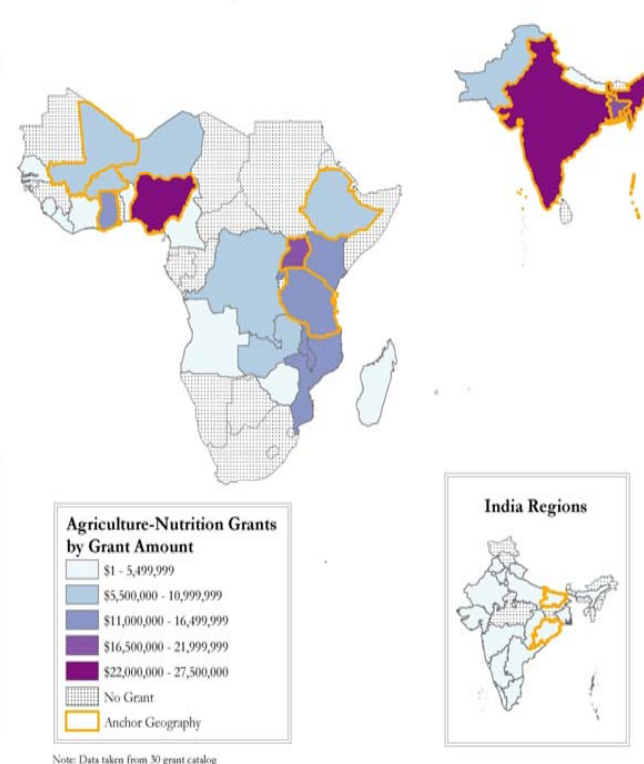 India Regions
Agriculture-Nutrition Grants
by Grant Amount
$1 - 5,499,999
$5,500,000 - 10,999,999
$11,000,000 - 16,499,999
$16,500,000 - 21,999,999
$22,000,000 - 27,500,000
No Grant
Anchor Geography
Note: Data taken from 30 grant catalog